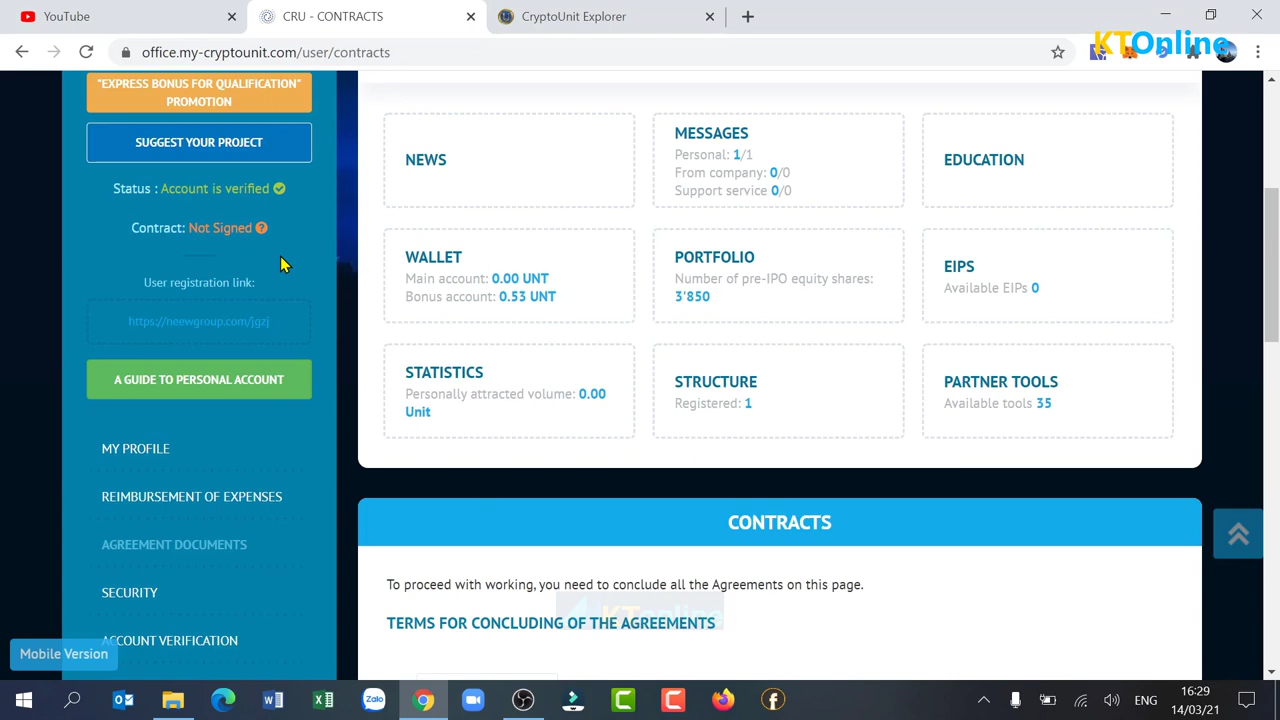 YouTube
CRU - CONTRACTS
CryptoUnit Explorer
office.my-cryptounit.com/user/contracts
KTOnline
"EXPRESS BONUS FOR QUALIFICATION"
PROMOTION
SUGGEST YOUR PROJECT
Status : Account is verified
Contract: Not Signed
User registration link:
https://neewgroup.com/jgzj
A GUIDE TO PERSONAL ACCOUNT
MY PROFILE
REIMBURSEMENT OF EXPENSES
AGREEMENT DOCUMENTS
SECURITY
ACCOUNT VERIFICATION
Mobile Version
NEWS
MESSAGES
Personal: 1/1
From company: 0/0
Support service 0/0
EDUCATION
WALLET
Main account: 0.00 UNT
Bonus account: 0.53 UNT
PORTFOLIO
Number of pre-IPO equity shares:
3'850
EIPS
Available EIPs 0
STATISTICS
Personally attracted volume: 0.00
Unit
STRUCTURE
Registered: 1
PARTNER TOOLS
Available tools 35
CONTRACTS
To proceed with working, you need to conclude all the Agreements on this page.
KTonline
TERMS FOR CONCLUDING OF THE AGREEMENTS
Zalo
ENG
16:29
14/03/21